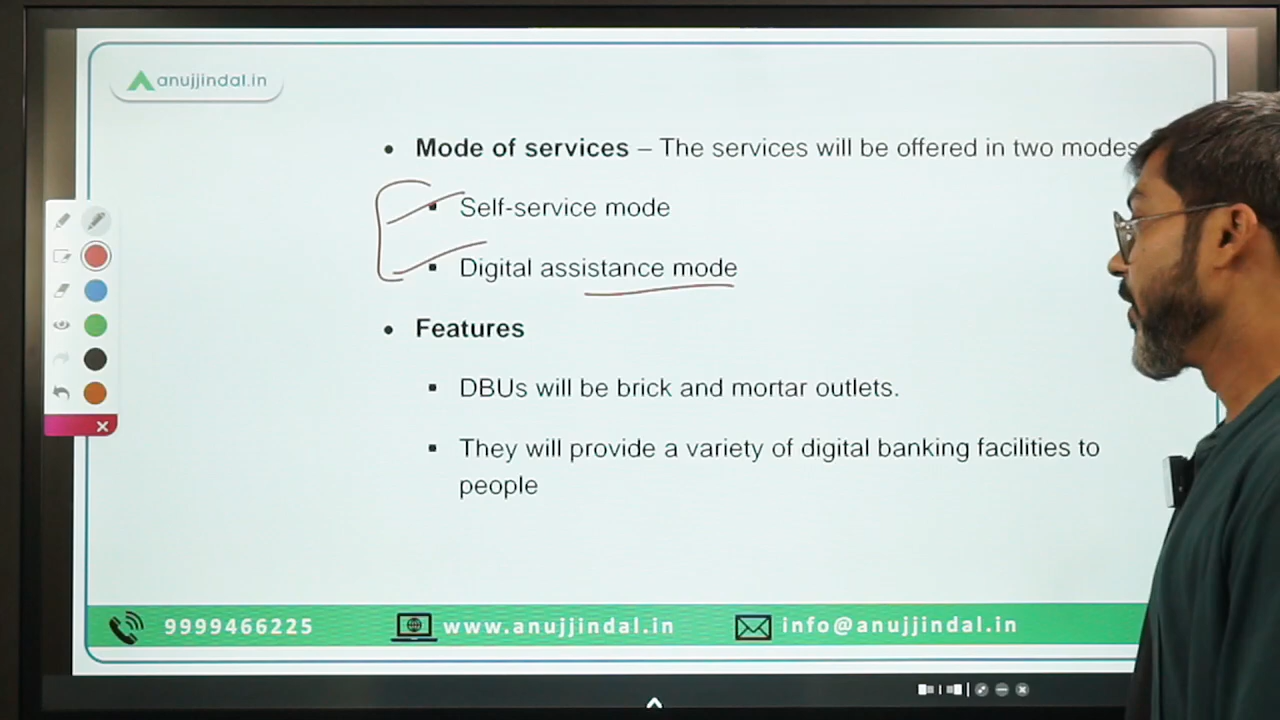 anujjindal.in
• Mode of services – The services will be offered in two modes
▪ Self-service mode
▪ Digital assistance mode
• Features
▪ DBUs will be brick and mortar outlets.
▪ They will provide a variety of digital banking facilities to
people
9999466225 www.anujjindal.in info@anujjindal.in